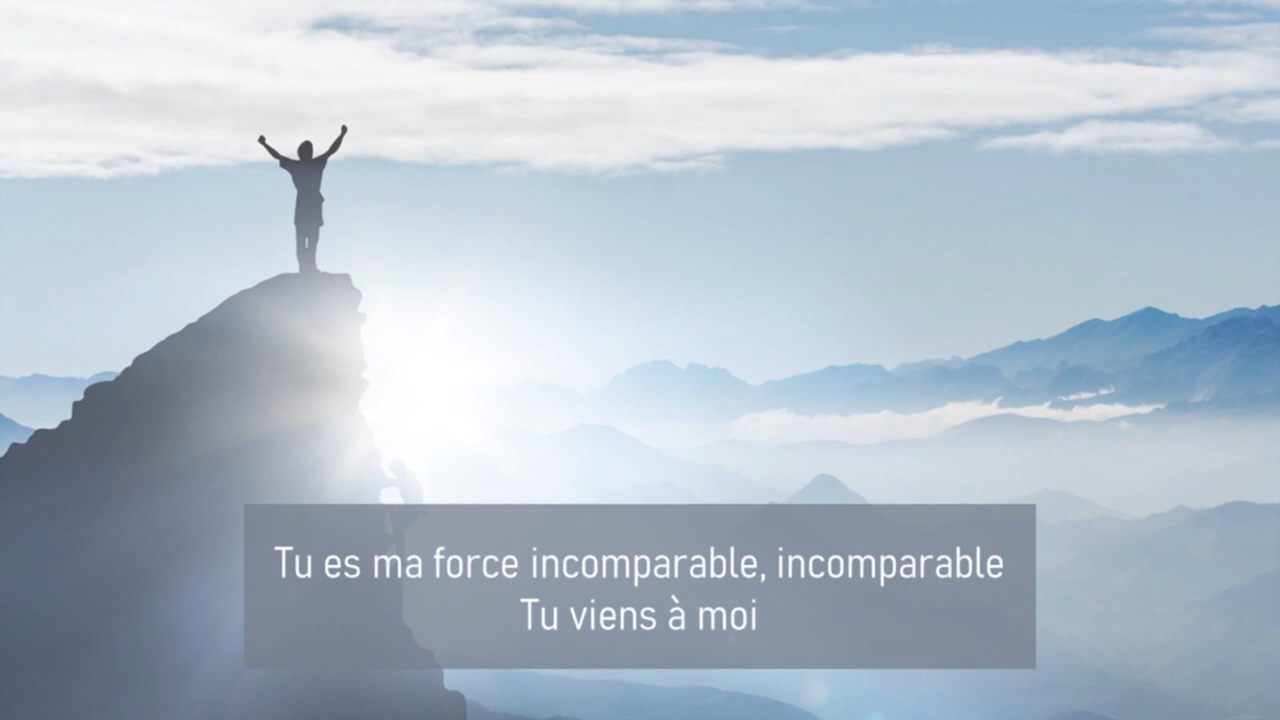 Tu es ma force incomparable, incomparable
Tu viens à moi